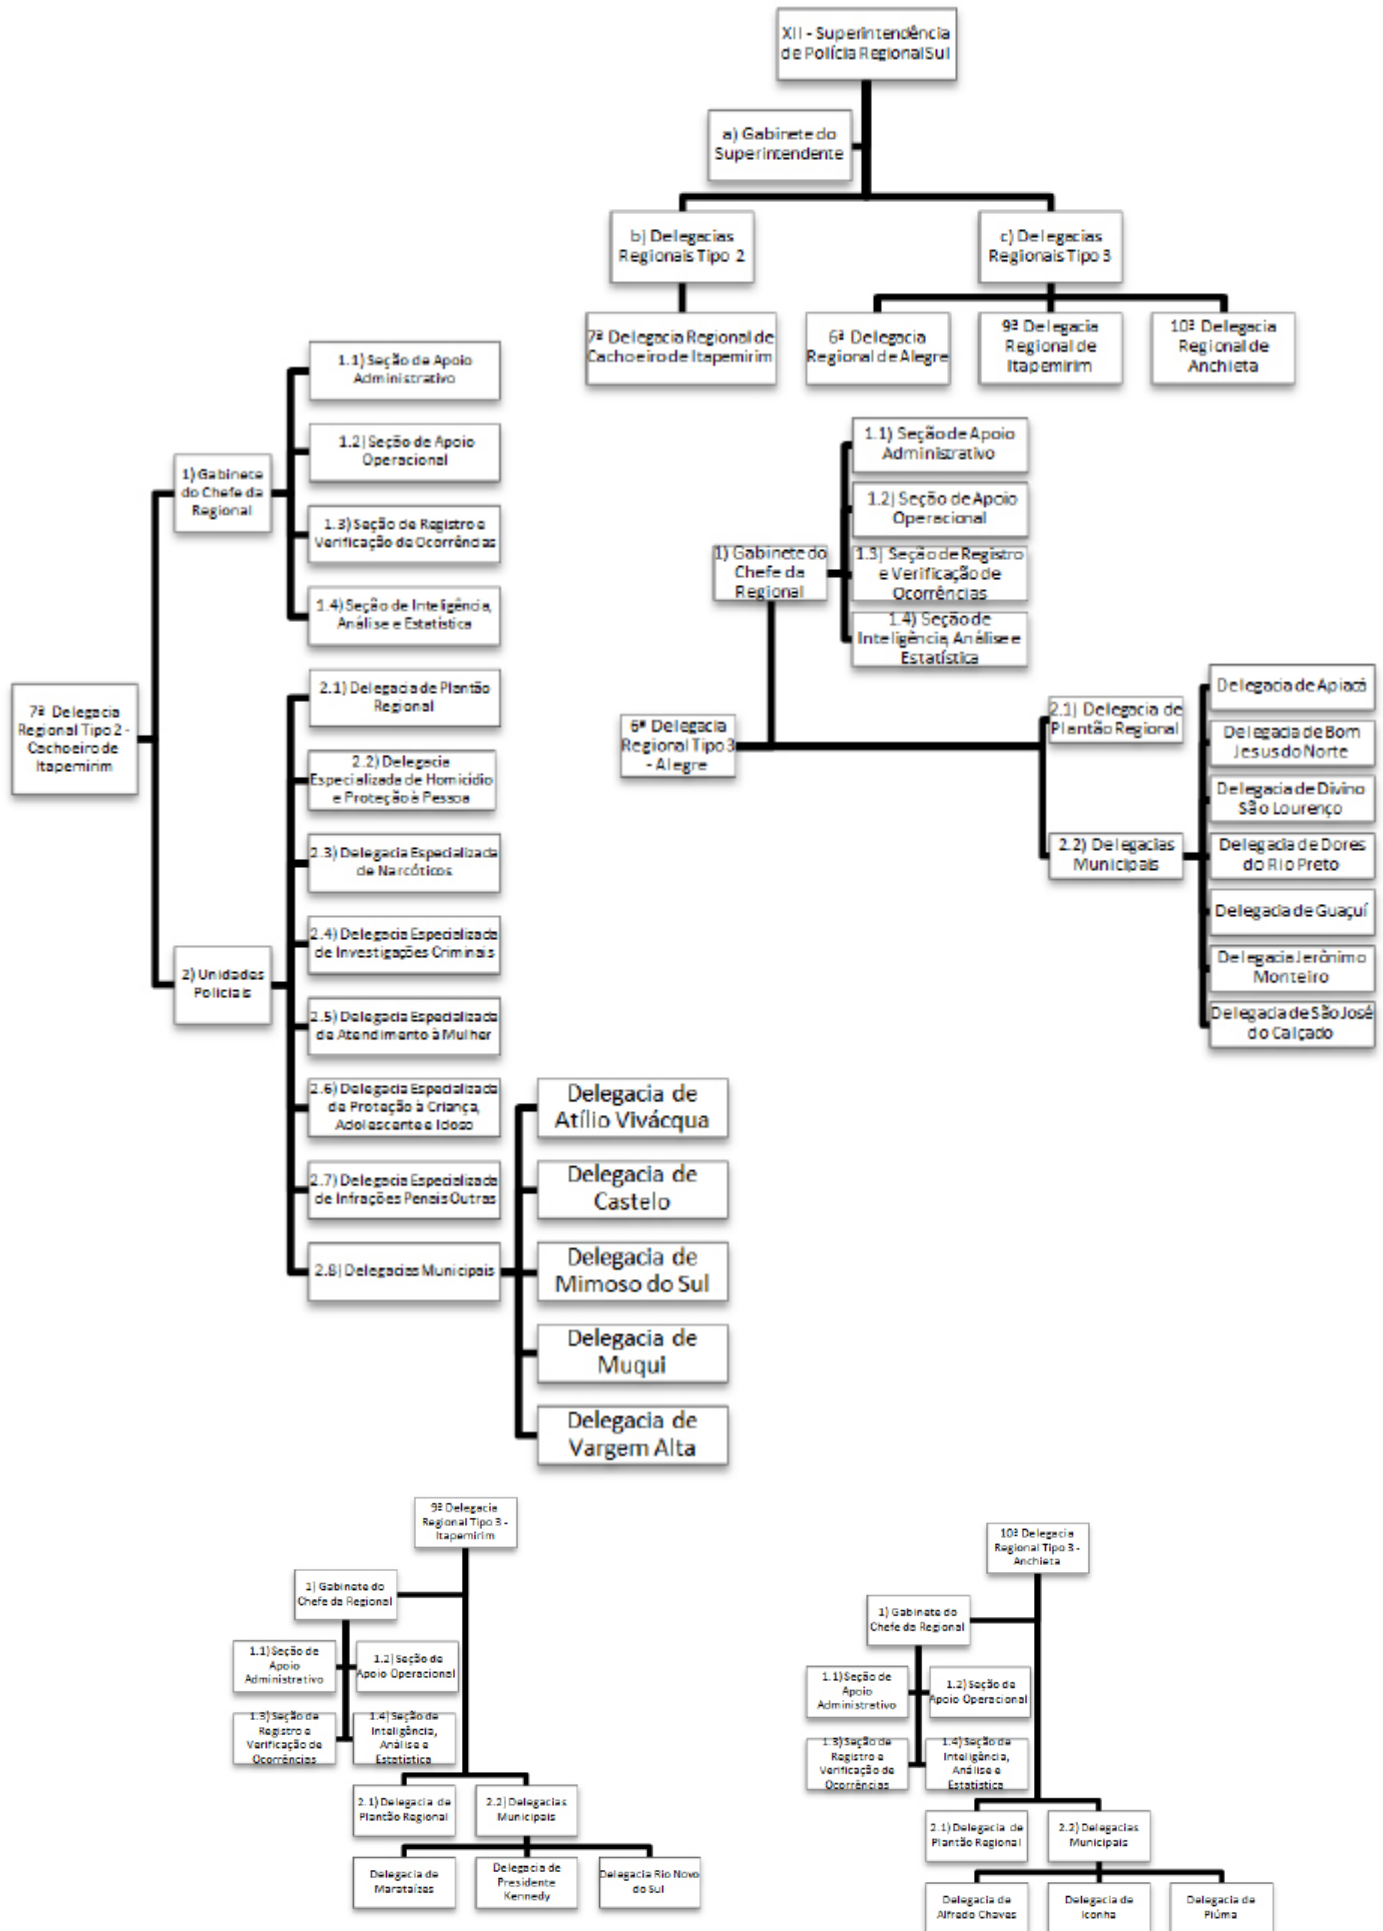 XII - Superintendência
de Polícia Regional Sul
a) Gabinete do
Superintendente
b) Delegacias
Regionais Tipo 2
c) Delegacias
Regionais Tipo 3
7ª Delegacia Regional de
Cachoeiro de Itapemirim
6ª Delegacia
Regional de Alegre
9ª Delegacia
Regional de
Itapemirim
10ª Delegacia
Regional de
Anchieta
7ª Delegacia
Regional Tipo 2 -
Cachoeiro de
Itapemirim
1) Gabinete
do Chefe da
Regional
1.1) Seção de Apoio
Administrativo
1.2) Seção de Apoio
Operacional
1.3) Seção de Registro e
Verificação de Ocorrências
1.4) Seção de Inteligência,
Análise e Estatística
2) Unidades
Policiais
2.1) Delegacia de Plantão
Regional
2.2) Delegacia
Especializada de Homicídio
e Proteção à Pessoa
2.3) Delegacia Especializada
de Narcóticos
2.4) Delegacia Especializada
de Investigações Criminais
2.5) Delegacia Especializada
de Atendimento à Mulher
2.6) Delegacia Especializada
de Proteção à Criança,
Adolescente e Idoso
2.7) Delegacia Especializada
de Infrações Penais Outras
2.8) Delegacias Municipais
Delegacia de
Atílio Vivácqua
Delegacia de
Castelo
Delegacia de
Mimoso do Sul
Delegacia de
Muqui
Delegacia de
Vargem Alta
6ª Delegacia
Regional Tipo 3
- Alegre
1) Gabinete do
Chefe da
Regional
1.1) Seção de Apoio
Administrativo
1.2) Seção de Apoio
Operacional
1.3) Seção de Registro
e Verificação de
Ocorrências
1.4) Seção de
Inteligência, Análise e
Estatística
2.1) Delegacia de
Plantão Regional
2.2) Delegacias
Municipais
Delegacia de Apiacá
Delegacia de Bom
Jesus do Norte
Delegacia de Divino
São Lourenço
Delegacia de Dores
do Rio Preto
Delegacia de Guaçuí
Delegacia Jerônimo
Monteiro
Delegacia de São José
do Calçado
9ª Delegacia
Regional Tipo 3 -
Itapemirim
1) Gabinete do
Chefe da Regional
1.1) Seção de
Apoio
Administrativo
1.2) Seção de
Apoio Operacional
1.3) Seção de
Registro e
Verificação de
Ocorrências
1.4) Seção de
Inteligência,
Análise e
Estatística
2.1) Delegacia de
Plantão Regional
2.2) Delegacias
Municipais
Delegacia de
Marataízes
Delegacia de
Presidente
Kennedy
Delegacia Rio Novo
do Sul
10ª Delegacia
Regional Tipo 3 -
Anchieta
1) Gabinete do
Chefe da Regional
1.1) Seção de
Apoio
Administrativo
1.2) Seção de
Apoio Operacional
1.3) Seção de
Registro e
Verificação de
Ocorrências
1.4) Seção de
Inteligência,
Análise e
Estatística
2.1) Delegacia de
Plantão Regional
2.2) Delegacias
Municipais
Delegacia de
Alfredo Chaves
Delegacia de
Iconha
Delegacia de
Piúma